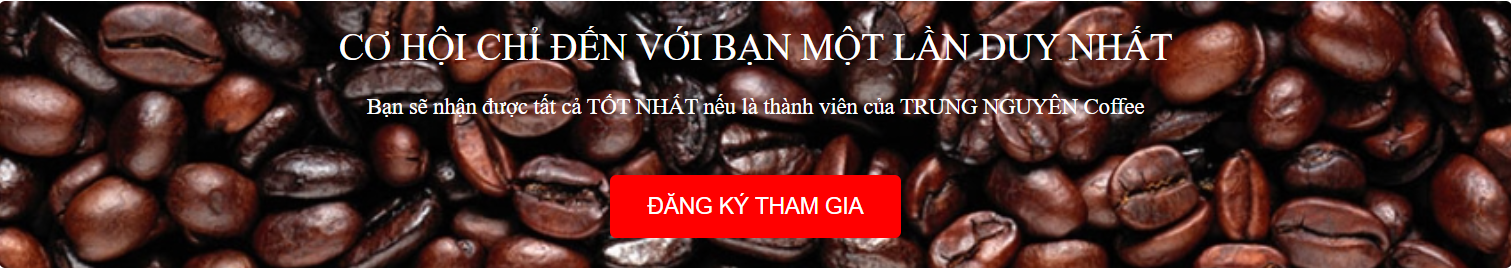 CƠ HỘI CHỈ ĐẾN VỚI BẠN MỘT LẦN DUY NHẤT
Bạn sẽ nhận được tất cả TỐT NHẤT nếu là thành viên của TRUNG NGUYÊN Coffee
ĐĂNG KÝ THAM GIA